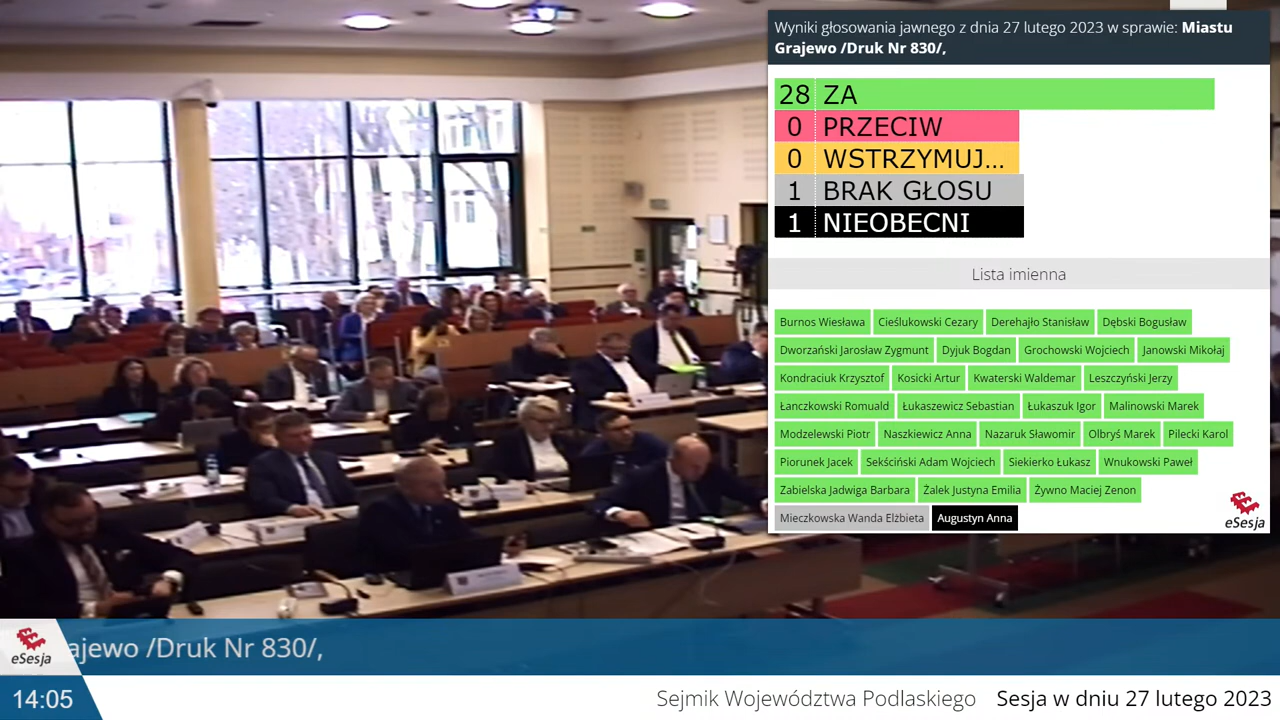 Wyniki głosowania jawnego z dnia 27 lutego 2023 w sprawie: Miastu
Grajewo /Druk Nr 830/,
28 ZA
0 PRZECIW
0 WSTRZYMUJ...
1 BRAK GŁOSU
1 NIEOBECNI
Lista imienna
Burnos Wiesława Cieślukowski Cezary Derehajło Stanisław Dębski Bogusław
Dworzański Jarosław Zygmunt Dyjuk Bogdan Grochowski Wojciech Janowski Mikołaj
Kondraciuk Krzysztof Kosicki Artur Kwaterski Waldemar Leszczyński Jerzy
Łanczkowski Romuald Łukaszewicz Sebastian Łukaszuk Igor Malinowski Marek
Modzelewski Piotr Naszkiewicz Anna Nazaruk Sławomir Olbryś Marek Pilecki Karol
Piorunek Jacek Sekściński Adam Wojciech Siekierko Łukasz Wnukowski Paweł
Zabielska Jadwiga Barbara Żalek Justyna Emilia Żywno Maciej Zenon
Mieczkowska Wanda Elżbieta Augustyn Anna
eSesja
eSesja
ajewo /Druk Nr 830/,
14:05
Sejmik Województwa Podlaskiego Sesja w dniu 27 lutego 2023